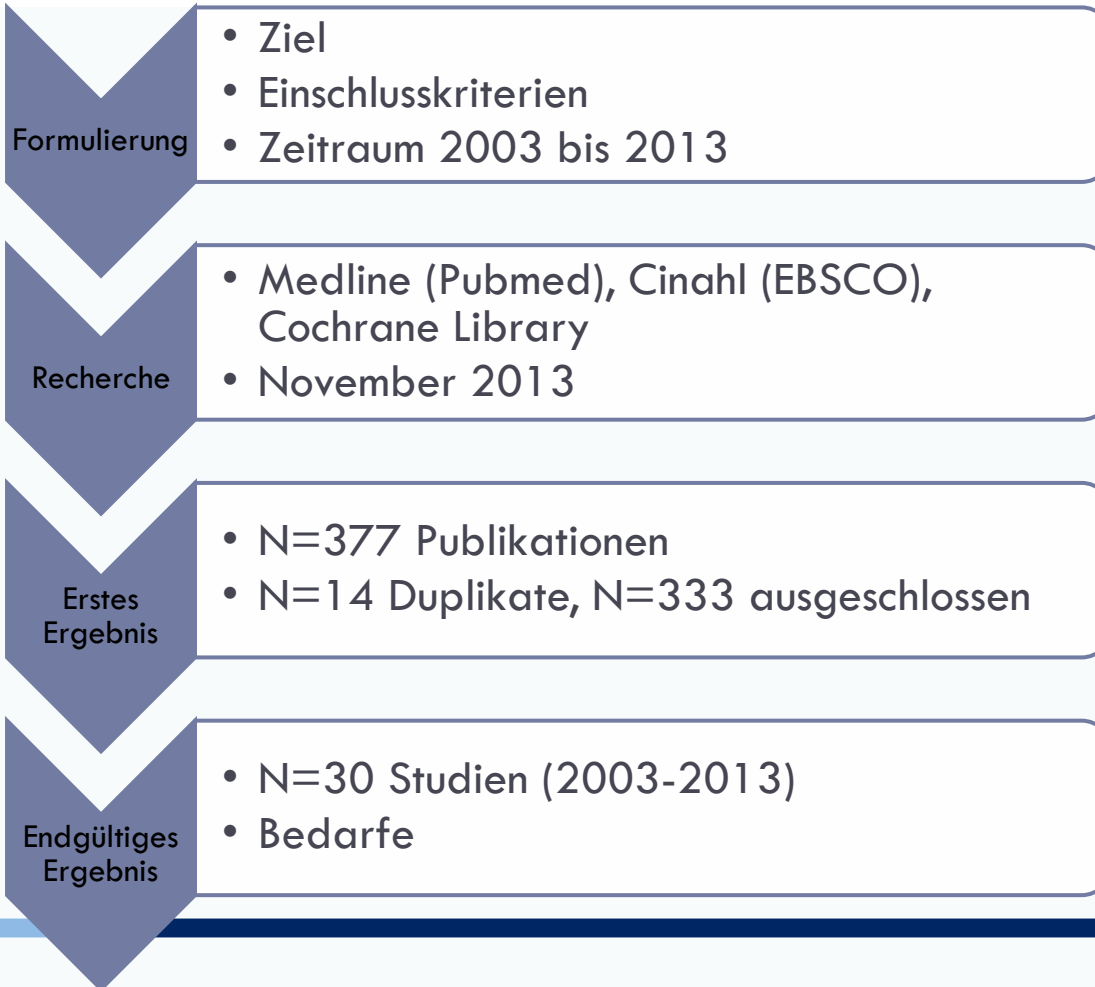 Formulierung
• Ziel
• Einschlusskriterien
• Zeitraum 2003 bis 2013
Recherche
• Medline (Pubmed), Cinahl (EBSCO),
Cochrane Library
• November 2013
Erstes
Ergebnis
• N=377 Publikationen
• N=14 Duplikate, N=333 ausgeschlossen
Endgültiges
Ergebnis
• N=30 Studien (2003-2013)
• Bedarfe